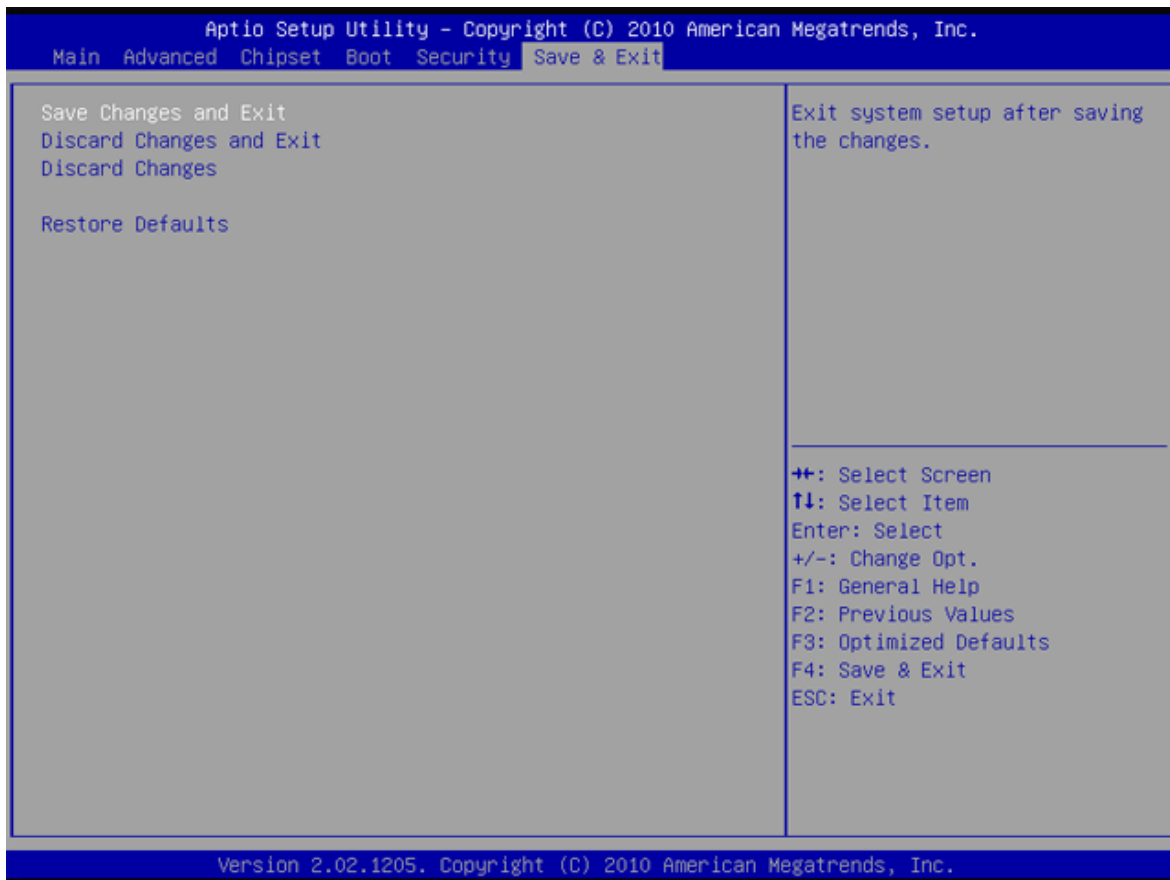 Aptio Setup Utility – Copyright (C) 2010 American Megatrends, Inc.
Main Advanced Chipset Boot Security Save & Exit
Save Changes and Exit
Discard Changes and Exit
Discard Changes
Restore Defaults
Exit system setup after saving
the changes.
→←: Select Screen
↑↓: Select Item
Enter: Select
+/-: Change Opt.
F1: General Help
F2: Previous Values
F3: Optimized Defaults
F4: Save & Exit
ESC: Exit
Version 2.02.1205. Copyright (C) 2010 American Megatrends, Inc.